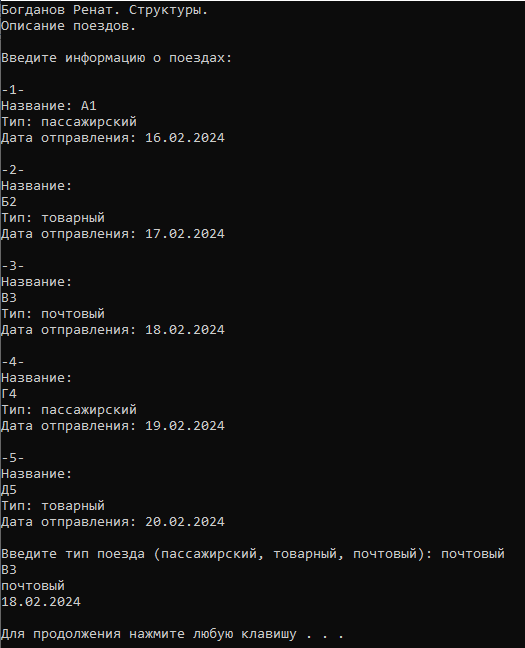 Богданов Ренат. Структуры.
Описание поездов.
Введите информацию о поездах:
-1-
Название: А1
Тип: пассажирский
Дата отправления: 16.02.2024
-2-
Название:
Б2
Тип: товарный
Дата отправления: 17.02.2024
-3-
Название:
В3
Тип: почтовый
Дата отправления: 18.02.2024
-4-
Название:
Г4
Тип: пассажирский
Дата отправления: 19.02.2024
-5-
Название:
Д5
Тип: товарный
Дата отправления: 20.02.2024
Введите тип поезда (пассажирский, товарный, почтовый): почтовый
В3
почтовый
18.02.2024
Для продолжения нажмите любую клавишу . . .